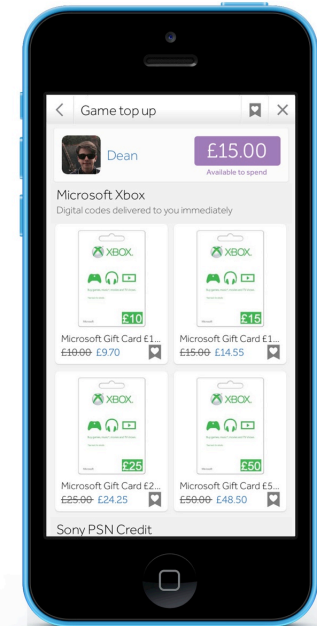 Game top up
Dean
£15.00
Available to spend
Microsoft Xbox
Digital codes delivered to you immediately
XBOX.
£10
Microsoft Gift Card £1...
£10.00 £9.70
XBOX.
£15
Microsoft Gift Card £1...
£15.00 £14.55
XBOX.
£25
Microsoft Gift Card £2...
£25.00 £24.25
XBOX.
£50
Microsoft Gift Card £5...
£50.00 £48.50
Sony PSN Credit